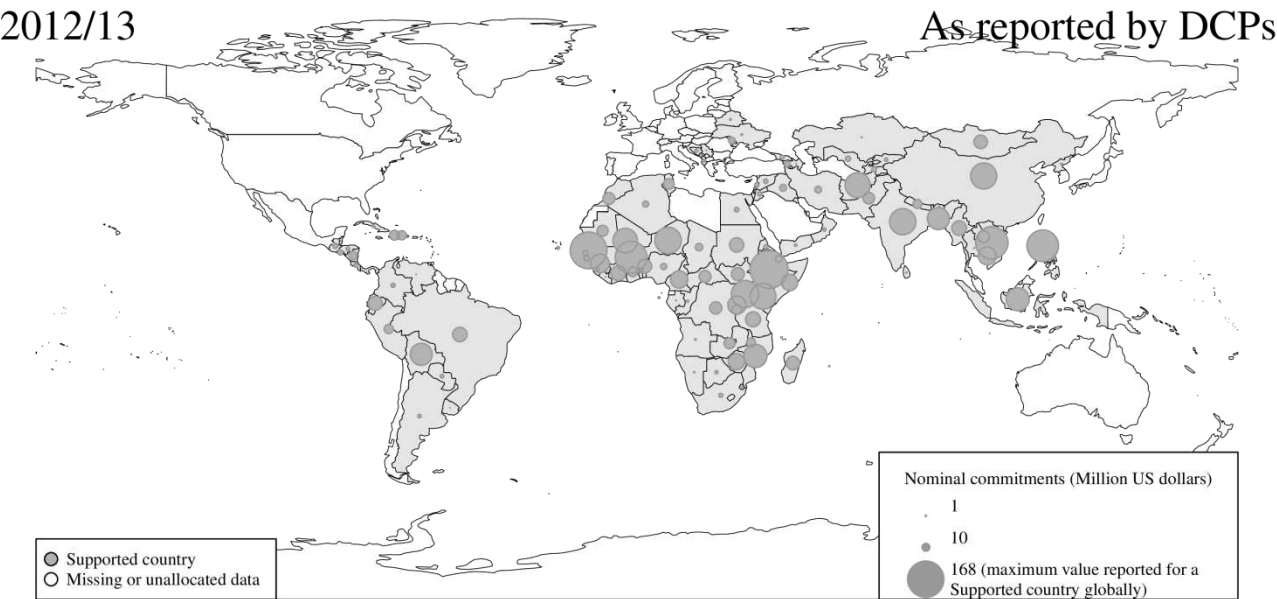 2012/13
As reported by DCPs
Nominal commitments (Million US dollars)
1
10
168 (maximum value reported for a
Supported country globally)
Supported country
Missing or unallocated data